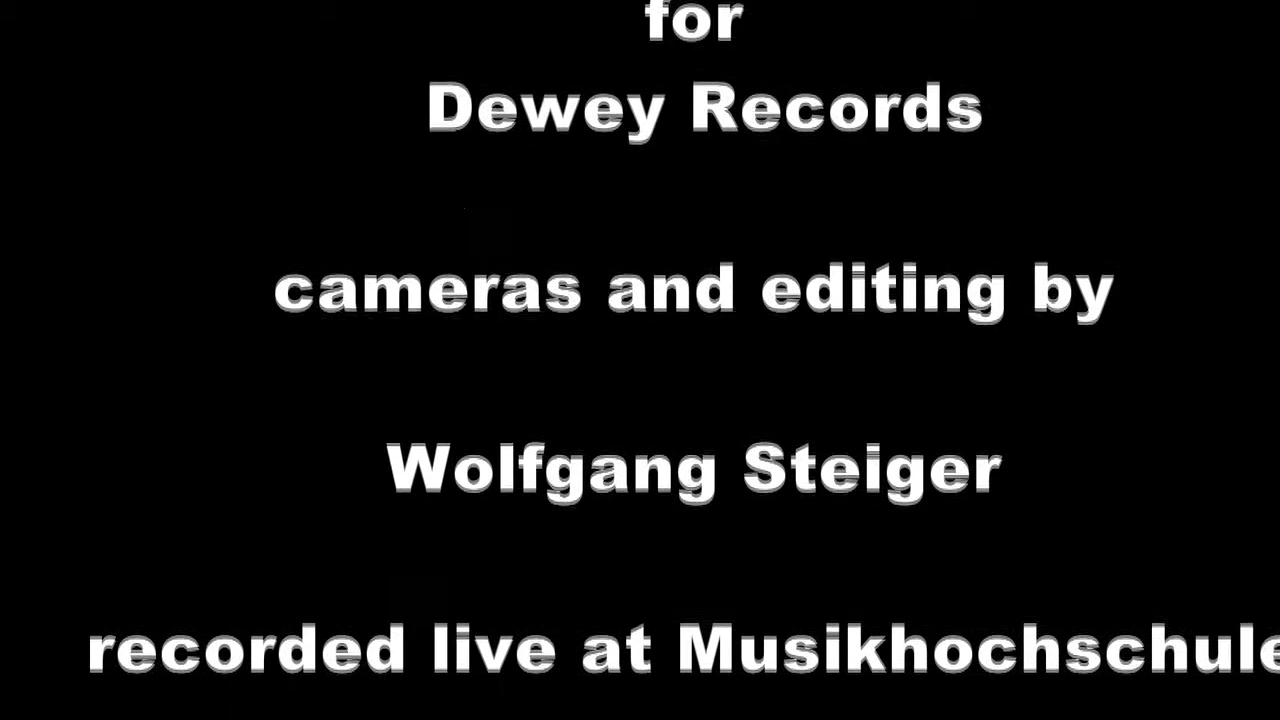 for
Dewey Records
cameras and editing by
Wolfgang Steiger
recorded live at Musikhochschule